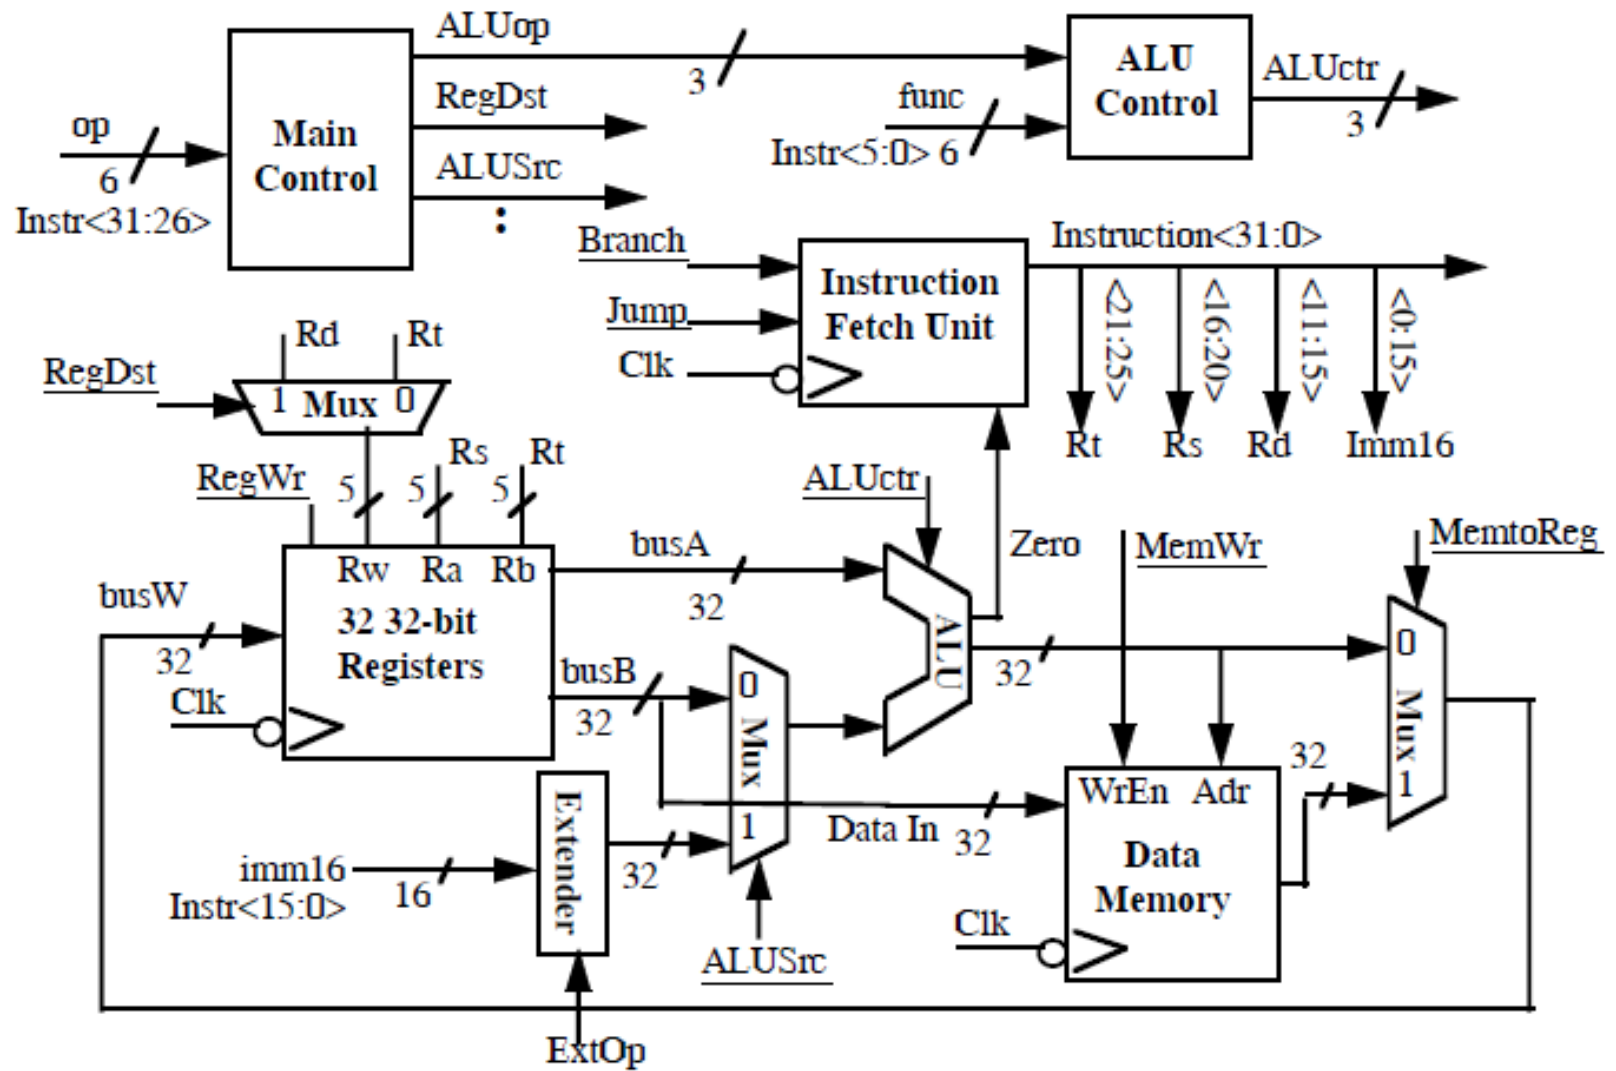 ALUop
3
RegDst
ALUSrc
⋮
op
6
Instr<31:26>
Main
Control
func
Instr<5:0> 6
ALU
Control
ALUctr
3
Branch
Jump
Clk
Instruction
Fetch Unit
Instruction<31:0>
<21:25>
<16:20>
<11:15>
<0:15>
Rt
Rs
Rd
Imm16
Rd
Rt
RegDst
1 Mux 0
RegWr
5
5
Rs
5
Rt
busW
32
Clk
Rw Ra Rb
32 32-bit
Registers
busA
32
busB
32
ALUctr
ALU
Zero
32
MemWr
MemtoReg
0
Mux
1
0
Mux
1
32
Data In
32
WrEn Adr
Data
Memory
Clk
imm16
Instr<15:0>
16
Extender
32
ALUSrc
ExtOp